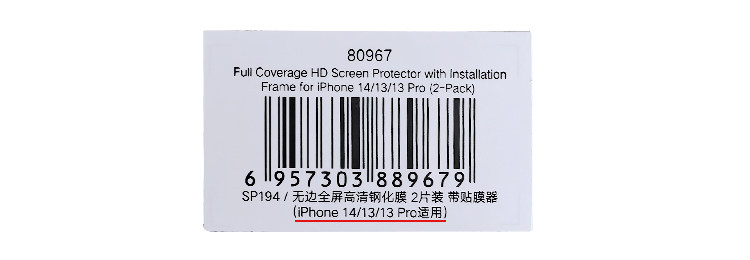 80967
Full Coverage HD Screen Protector with Installation
Frame for iPhone 14/13/13 Pro (2-Pack)
6 957303 889679
SP194 / 无边全屏高清钢化膜 2片装 带贴膜器
(iPhone 14/13/13 Pro适用)